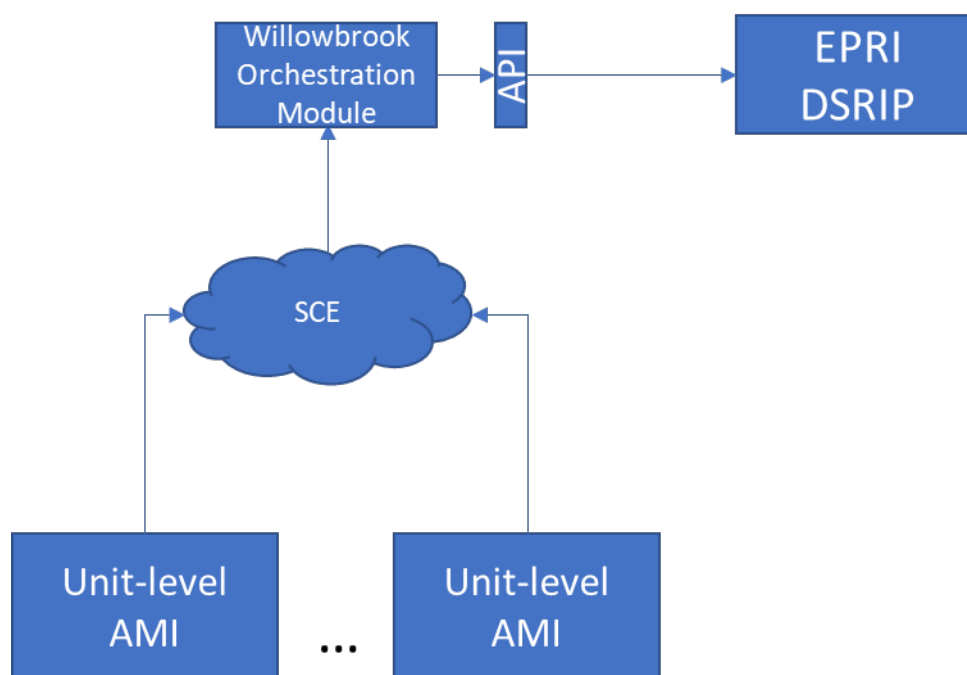 Willowbrook
Orchestration
Module
API
EPRI
DSRIP
SCE
Unit-level
AMI
...
Unit-level
AMI